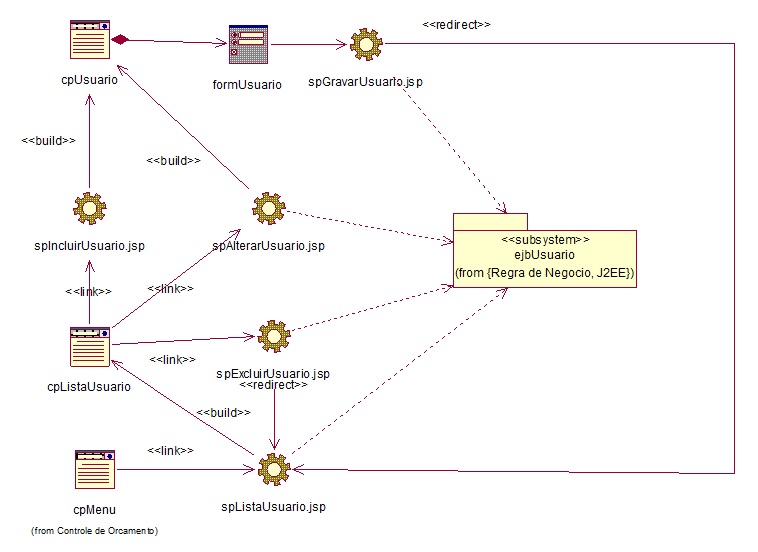 <<redirect>>
cpUsuario
formUsuario
spGravarUsuario.jsp
<<build>>
<<build>>
spIncluirUsuario.jsp
spAlterarUsuario.jsp
<<subsystem>>
ejbUsuario
(from {Regra de Negocio, J2EE})
<<link>>
<<link>>
<<link>>
cpListaUsuario
spExcluirUsuario.jsp
<<redirect>>
<<build>>
<<link>>
cpMenu
spListaUsuario.jsp
(from Controle de Orcamento)